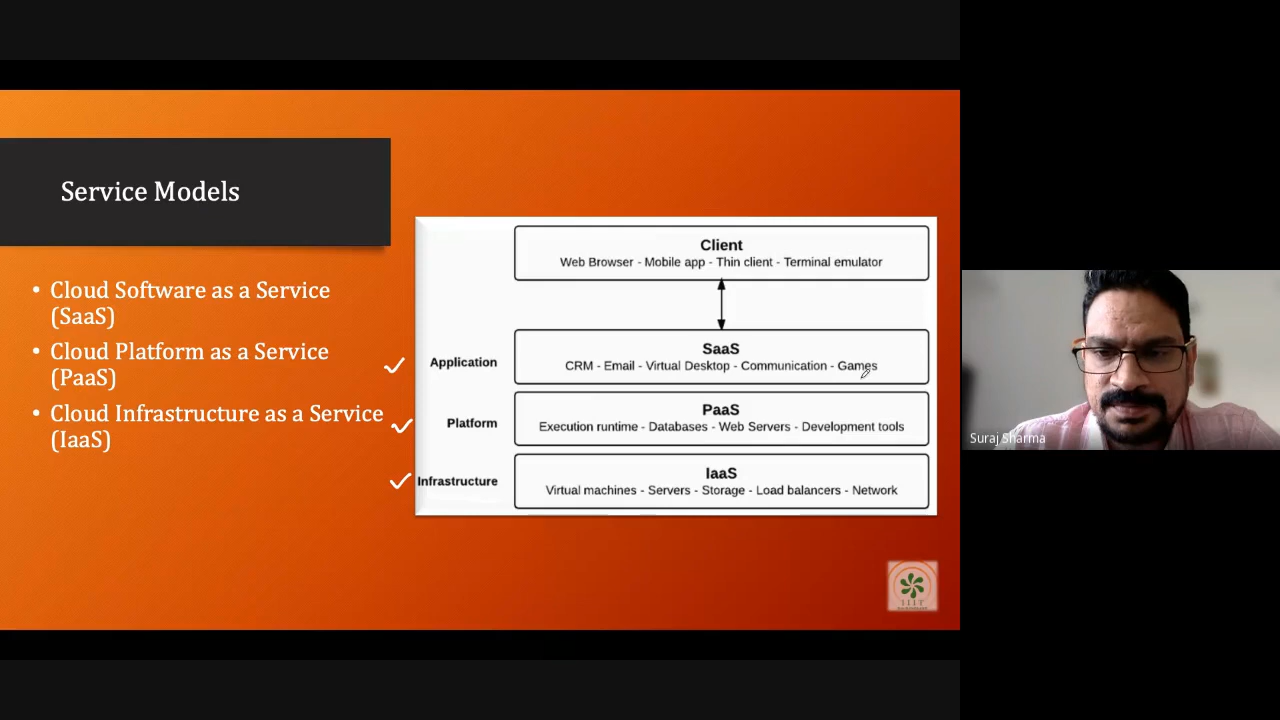 Service Models
• Cloud Software as a Service
(SaaS)
• Cloud Platform as a Service
(PaaS)
• Cloud Infrastructure as a Service
(IaaS)
Client
Web Browser - Mobile app - Thin client - Terminal emulator
Application
SaaS
CRM - Email - Virtual Desktop - Communication - Games
Platform
PaaS
Execution runtime - Databases - Web Servers - Development tools
Infrastructure
IaaS
Virtual machines - Servers - Storage - Load balancers - Network
Suraj Sharma